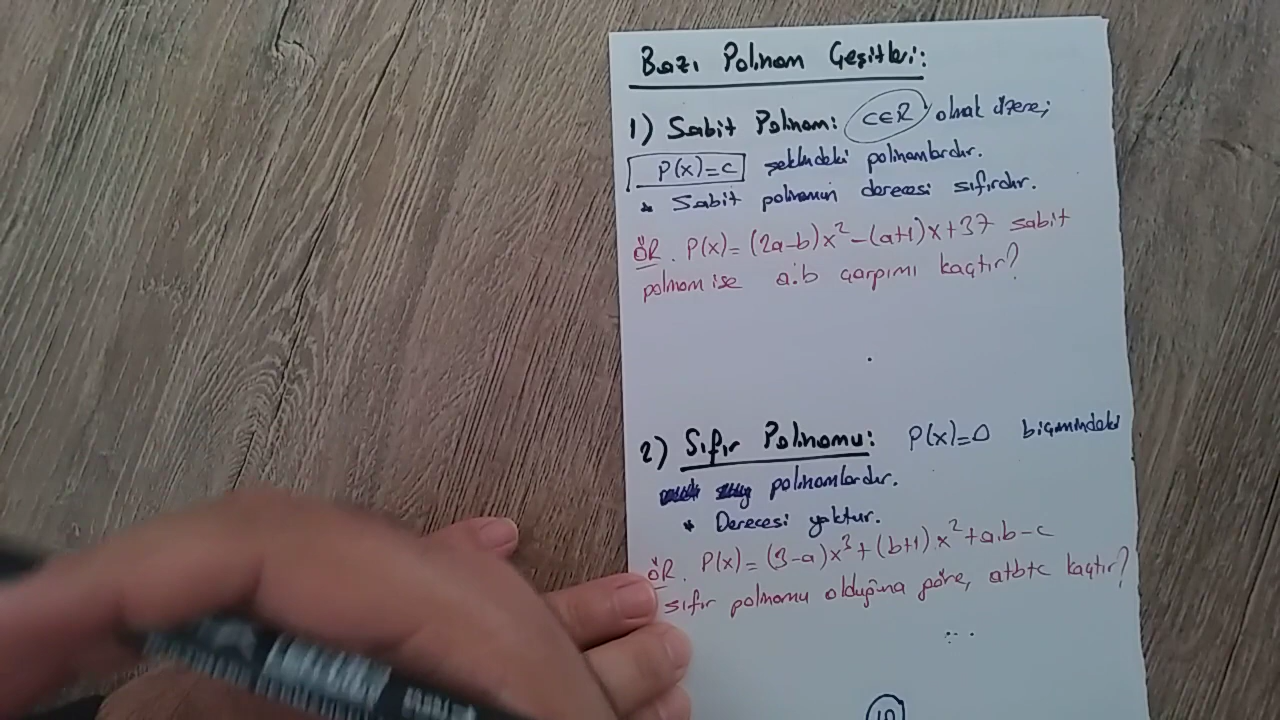 Bazı Polinom Çeşitleri:
1) Sabit Polinom: c∈R olmak üzere;
P(x)=c şeklindeki polinomlardır.
* Sabit polinomun derecesi sıfırdır.
ÖR. P(x)=(2a-b)x²-(a+1)x+37 sabit
polinom ise a.b çarpımı kaçtır?
2) Sıfır Polinomu: P(x)=0 biçimindeki
polinomlardır.
* Derecesi yoktur.
ÖR. P(x)=(3-a)x³+(b+1)x²+a.b-c
sıfır polinomu olduğuna göre, a+b+c kaçtır?
10